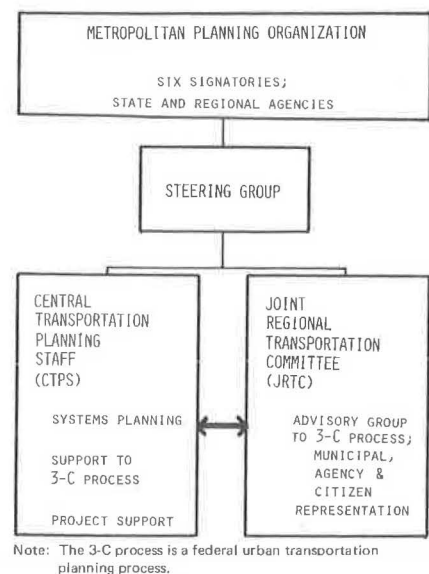 METROPOLITAN PLANNING ORGANIZATION
SIX SIGNATORIES;
STATE AND REGIONAL AGENCIES
STEERING GROUP
CENTRAL
TRANSPORTATION
PLANNING
STAFF
(CTPS)
SYSTEMS PLANNING
SUPPORT TO
3-C PROCESS
PROJECT SUPPORT
JOINT
REGIONAL
TRANSPORTATION
COMMITTEE
(JRTC)
ADVISORY GROUP
TO 3-C PROCESS;
MUNICIPAL,
AGENCY &
CITIZEN
REPRESENTATION
Note: The 3-C process is a federal urban transportation
planning process.